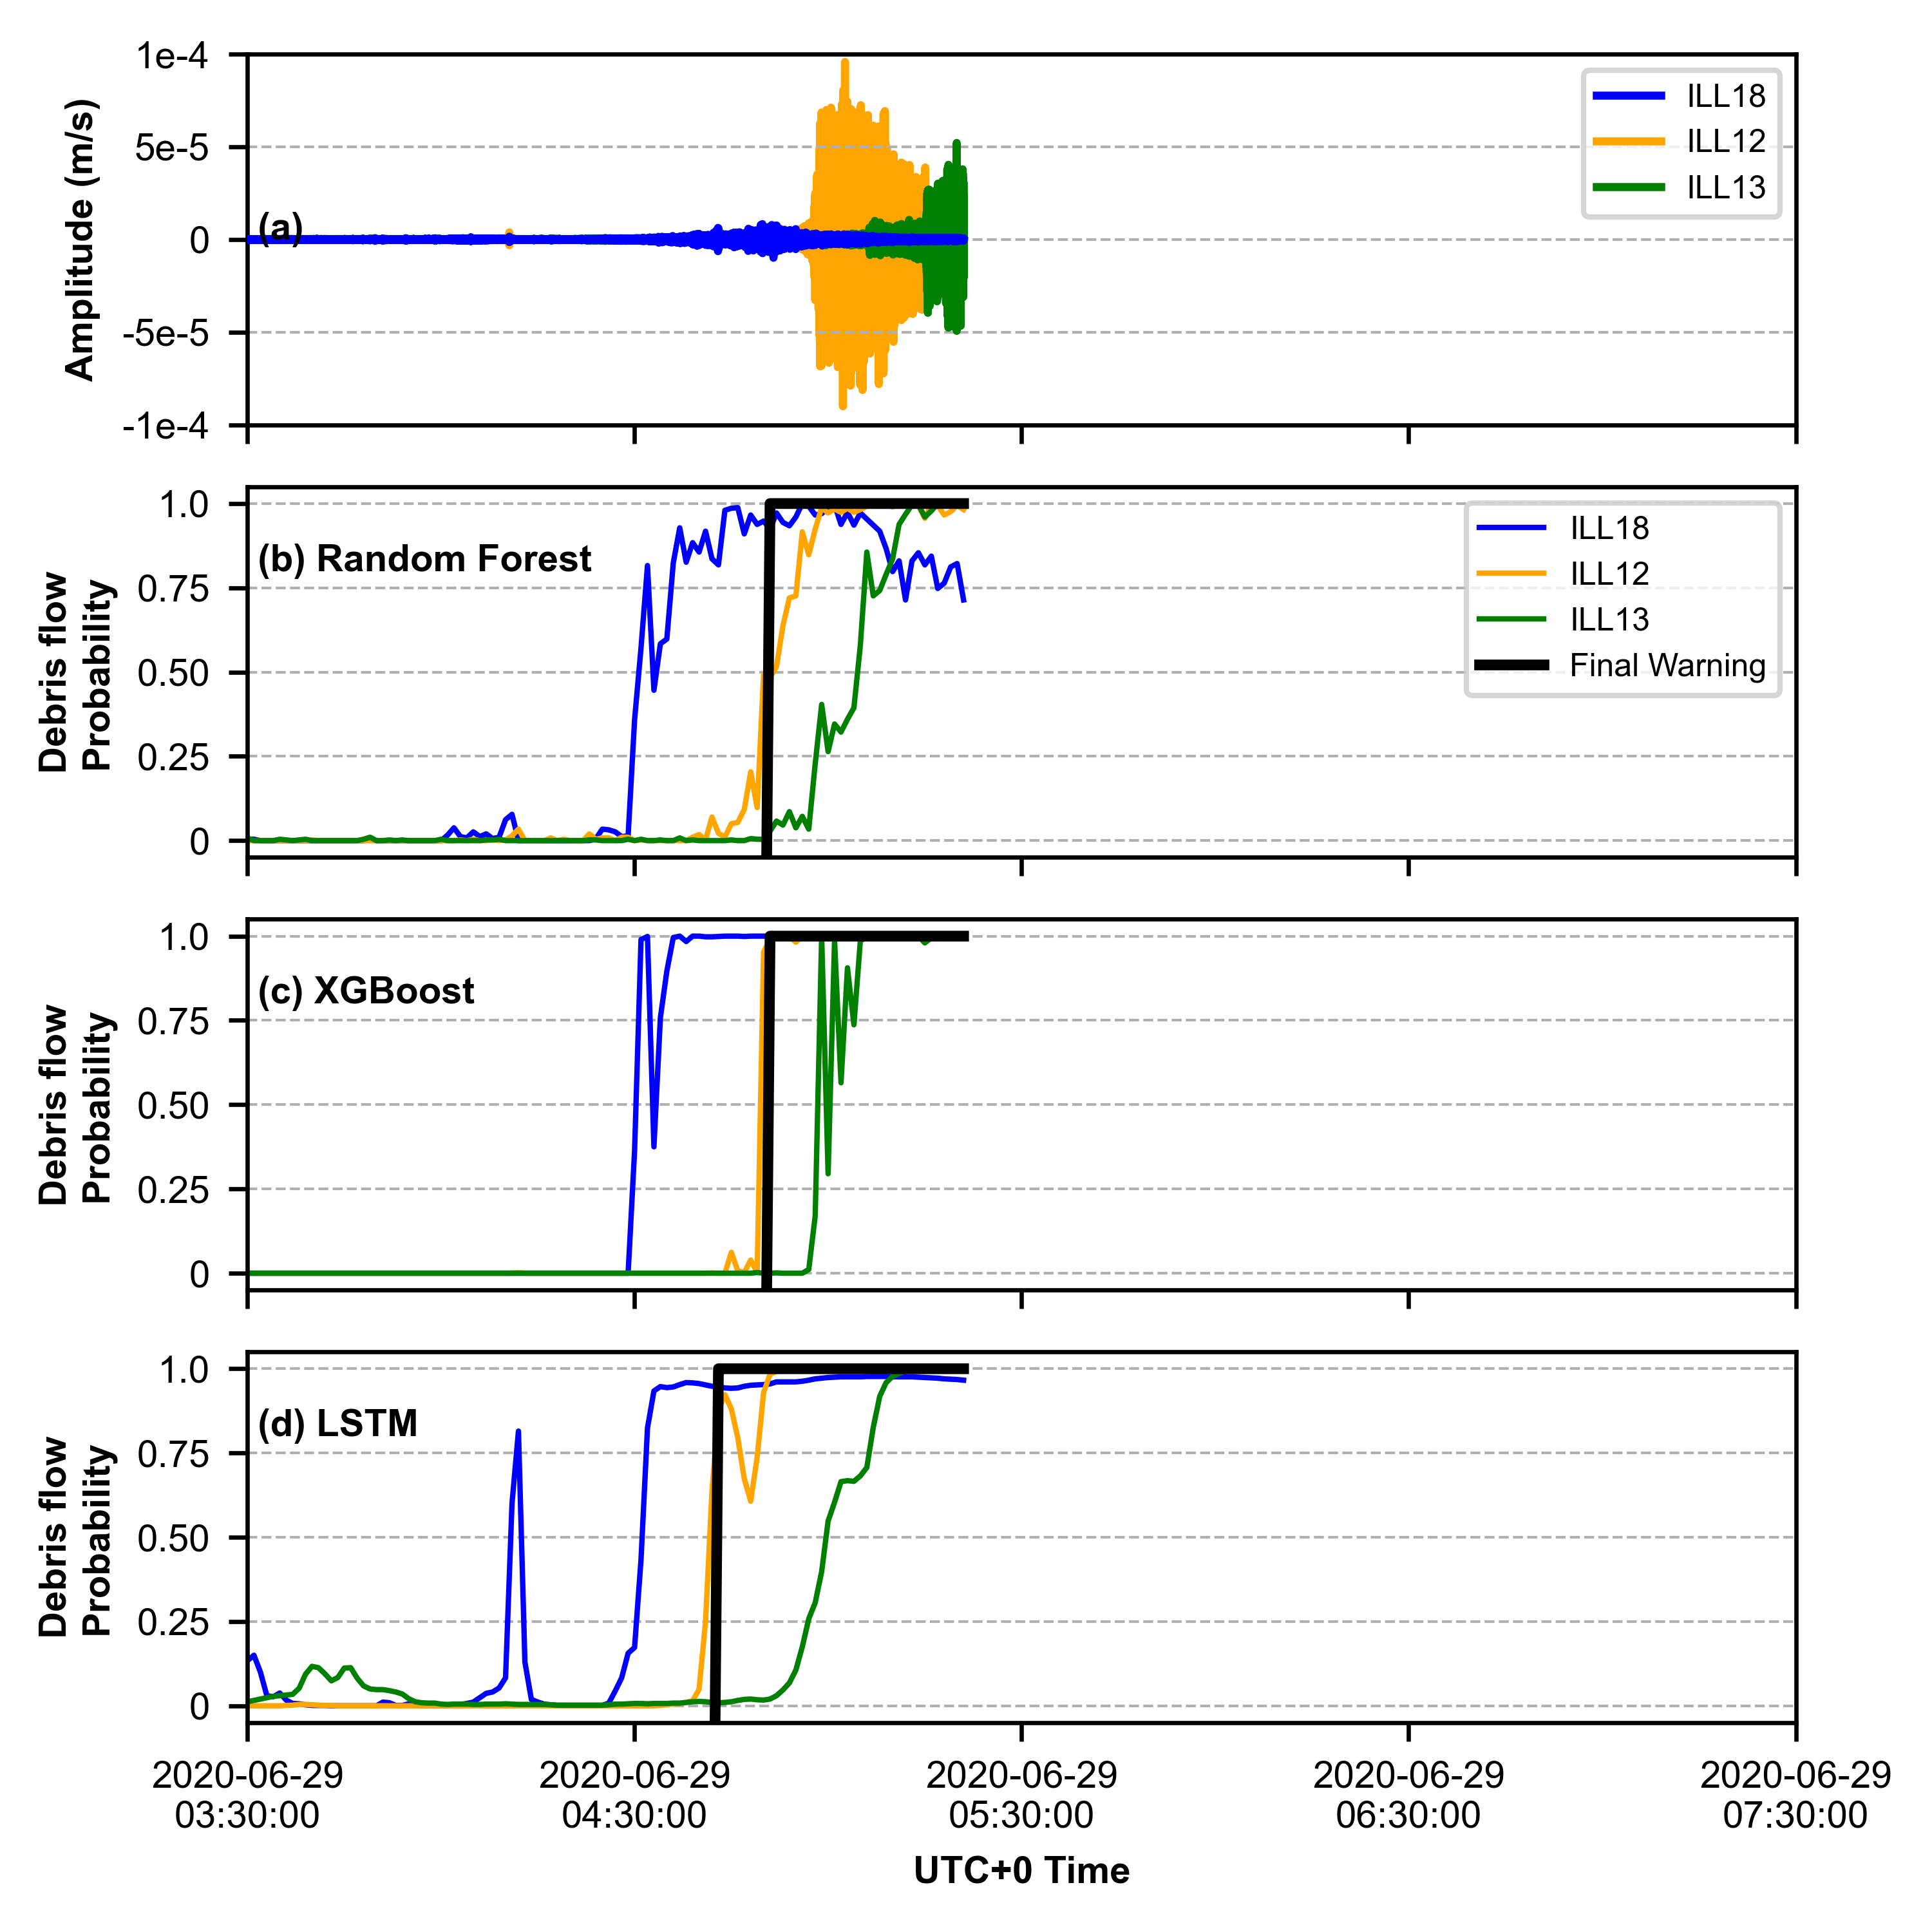 1e-4
5e-5
0
-5e-5
-1e-4
Amplitude (m/s)
(a)
ILL18
ILL12
ILL13
1.0
0.75
0.50
0.25
0
Debris flow
Probability
(b) Random Forest
ILL18
ILL12
ILL13
Final Warning
1.0
0.75
0.50
0.25
0
Debris flow
Probability
(c) XGBoost
1.0
0.75
0.50
0.25
0
Debris flow
Probability
(d) LSTM
2020-06-29
03:30:00
2020-06-29
04:30:00
2020-06-29
05:30:00
2020-06-29
06:30:00
2020-06-29
07:30:00
UTC+0 Time